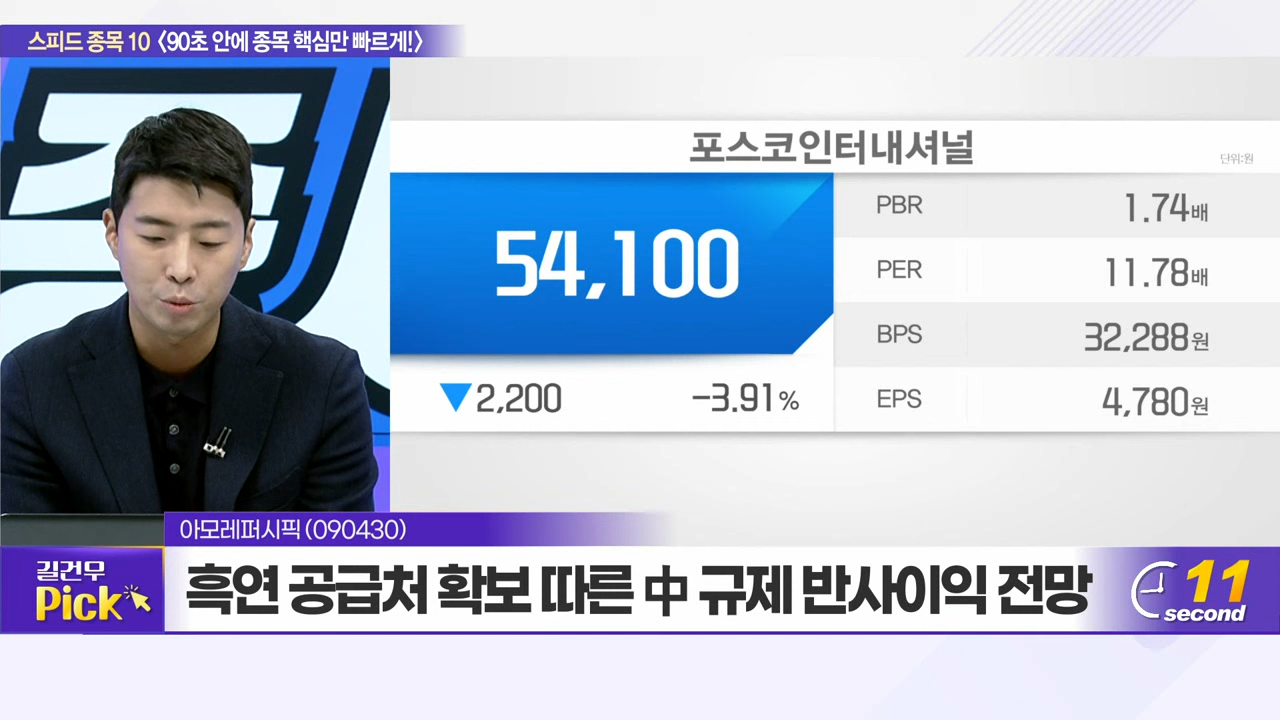 스피드 종목 10 〈90초 안에 종목 핵심만 빠르게!〉
포스코인터내셔널
단위:원
54,100
▼2,200 -3.91%
PBR 1.74배
PER 11.78배
BPS 32,288원
EPS 4,780원
아모레퍼시픽(090430)
길건무
Pick
흑연 공급처 확보 따른 中 규제 반사이익 전망
11
second